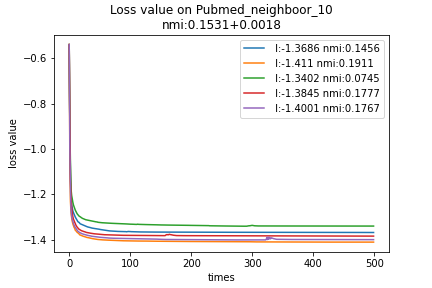 Loss value on Pubmed_neighboor_10
nmi:0.1531+0.0018
l:-1.3686 nmi:0.1456
l:-1.411 nmi:0.1911
l:-1.3402 nmi:0.0745
l:-1.3845 nmi:0.1777
l:-1.4001 nmi:0.1767
loss value
−0.6
−0.8
−1.0
−1.2
−1.4
0 100 200 300 400 500
times